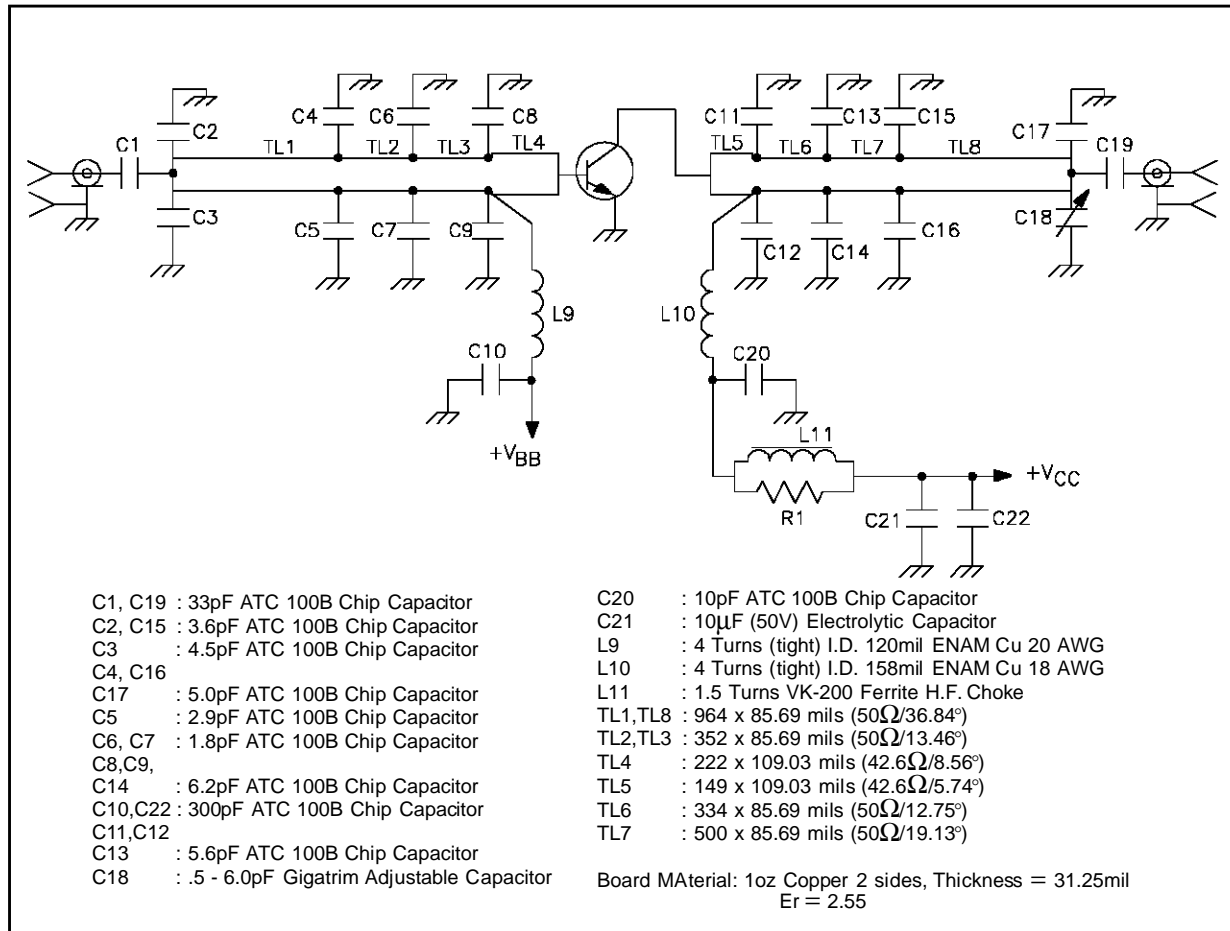 C4
C6
C8
C11
C13
C15
C2
C17
C1
TL1
TL2
TL3
TL4
TL5
TL6
TL7
TL8
C19
C3
C5
C7
C9
C12
C14
C16
C18
L9
L10
C10
C20
+VBB
L11
R1
+VCC
C21
C22
C1, C19 : 33pF ATC 100B Chip Capacitor
C2, C15 : 3.6pF ATC 100B Chip Capacitor
C3 : 4.5pF ATC 100B Chip Capacitor
C4, C16
C17 : 5.0pF ATC 100B Chip Capacitor
C5 : 2.9pF ATC 100B Chip Capacitor
C6, C7 : 1.8pF ATC 100B Chip Capacitor
C8,C9,
C14 : 6.2pF ATC 100B Chip Capacitor
C10,C22 : 300pF ATC 100B Chip Capacitor
C11,C12
C13 : 5.6pF ATC 100B Chip Capacitor
C18 : .5 - 6.0pF Gigatrim Adjustable Capacitor
C20 : 10pF ATC 100B Chip Capacitor
C21 : 10μF (50V) Electrolytic Capacitor
L9 : 4 Turns (tight) I.D. 120mil ENAM Cu 20 AWG
L10 : 4 Turns (tight) I.D. 158mil ENAM Cu 18 AWG
L11 : 1.5 Turns VK-200 Ferrite H.F. Choke
TL1,TL8 : 964 x 85.69 mils (50Ω/36.84°)
TL2,TL3 : 352 x 85.69 mils (50Ω/13.46°)
TL4 : 222 x 109.03 mils (42.6Ω/8.56°)
TL5 : 149 x 109.03 mils (42.6Ω/5.74°)
TL6 : 334 x 85.69 mils (50Ω/12.75°)
TL7 : 500 x 85.69 mils (50Ω/19.13°)
Board MAterial: 1oz Copper 2 sides, Thickness = 31.25mil
Er = 2.55